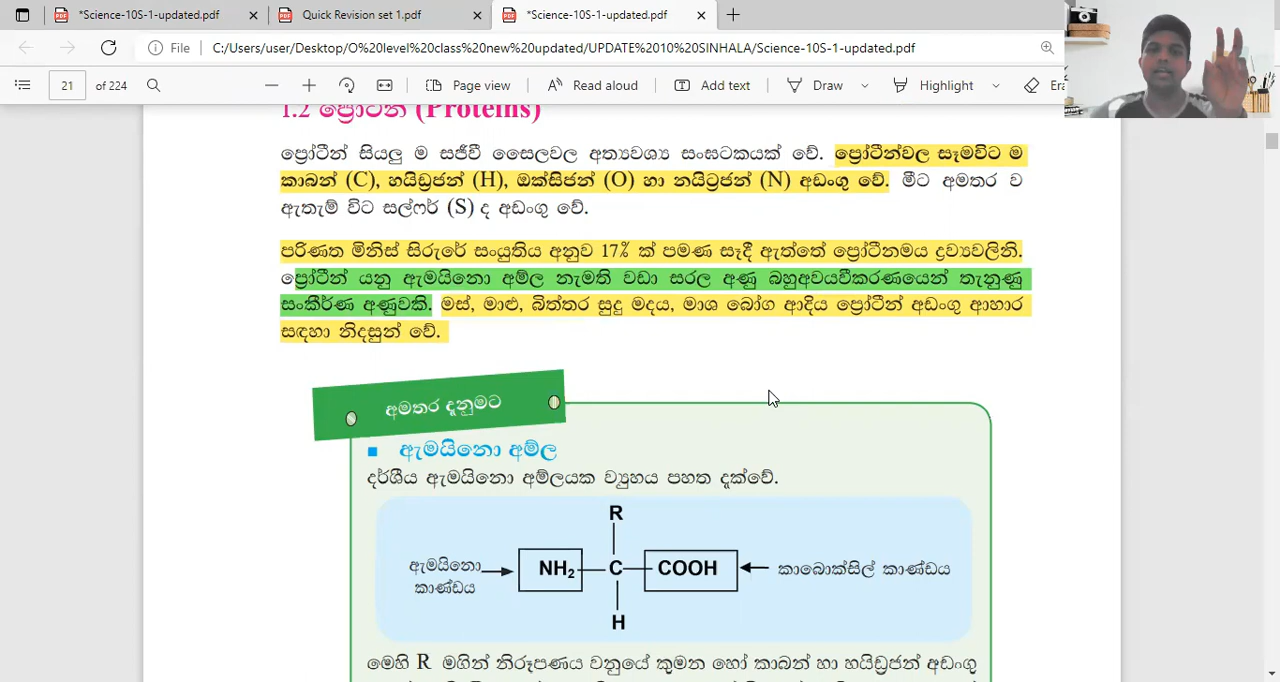 *Science-10S-1-updated.pdf
Quick Revision set 1.pdf
*Science-10S-1-updated.pdf
File C:/Users/user/Desktop/O%20level%20class%20new%20updated/UPDATE%2010%20SINHALA/Science-10S-1-updated.pdf
21 of 224 Page view Read aloud Add text Draw Highlight
1.2 ප්‍රෝටීන (Proteins)
ප්‍රෝටීන් සියලු ම සජීවී සෛලවල අත්‍යවශ්‍ය සංඝටකයක් වේ. ප්‍රෝටීන්වල සෑමවිට ම
කාබන් (C), හයිඩ්‍රජන් (H), ඔක්සිජන් (O) හා නයිට්‍රජන් (N) අඩංගු වේ. මීට අමතර ව
ඇතැම් විට සල්ෆර් (S) ද අඩංගු වේ.
පරිණත මිනිස් සිරුරේ සංයුතිය අනුව 17% ක් පමණ සෑදී ඇත්තේ ප්‍රෝටීනමය ද්‍රව්‍යවලිනි.
ප්‍රෝටීන් යනු ඇමයිනො අම්ල නැමති වඩා සරල අණු බහුඅවයවීකරණයෙන් තැනුණු
සංකීර්ණ අණුවකි. මස්, මාළු, බිත්තර සුදු මදය, මාශ බෝග ආදිය ප්‍රෝටීන් අඩංගු ආහාර
සඳහා නිදසුන් වේ.
අමතර දැනුමට
ඇමයිනො අම්ල
දර්ශීය ඇමයිනො අම්ලයක ව්‍යුහය පහත දැක්වේ.
R
ඇමයිනො
කාණ්ඩය
NH₂ C COOH
කාබොක්සිල් කාණ්ඩය
H
මෙහි R මගින් නිරූපණය වනුයේ කුමන හෝ කාබන් හා හයිඩ්‍රජන් අඩංගු